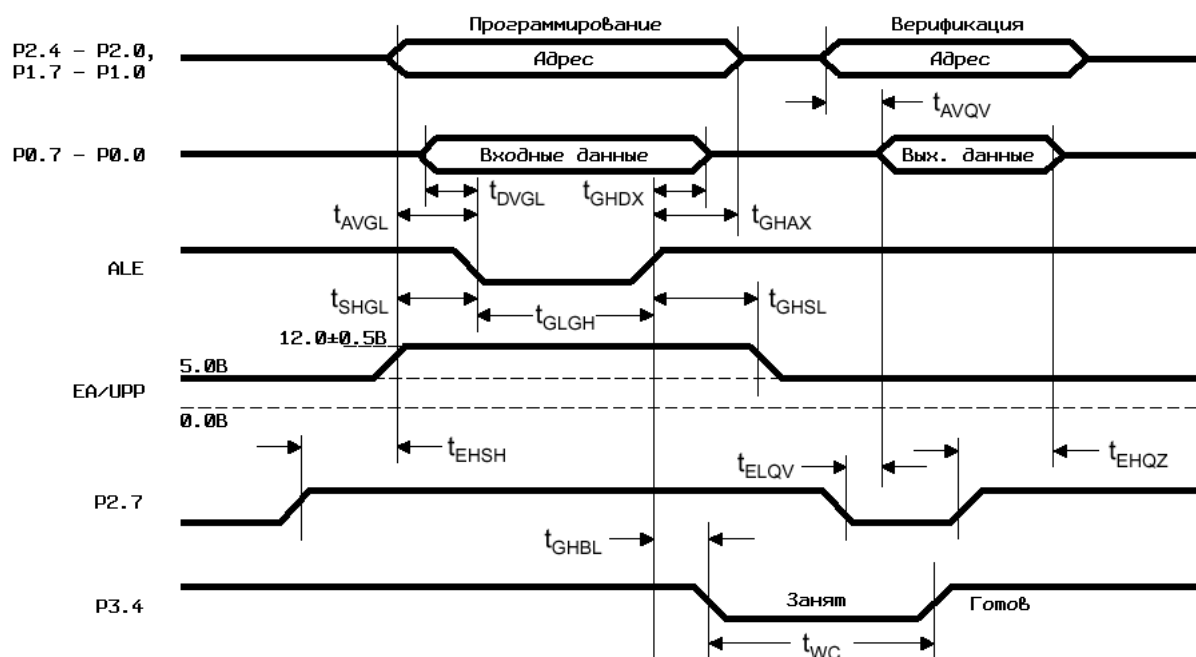 Программирование
Верификация
P2.4 - P2.0,
P1.7 - P1.0
Адрес
Адрес
tAVQV
P0.7 - P0.0
Входные данные
Вых. данные
tDVGL
tGHDX
tAVGL
tGHAX
ALE
tSHGL
tGLGH
tGHSL
12.0±0.5В
5.0В
EA/UPP
0.0В
tEHSH
tELQV
tEHQZ
P2.7
tGHBL
P3.4
Занят
Готов
tWC